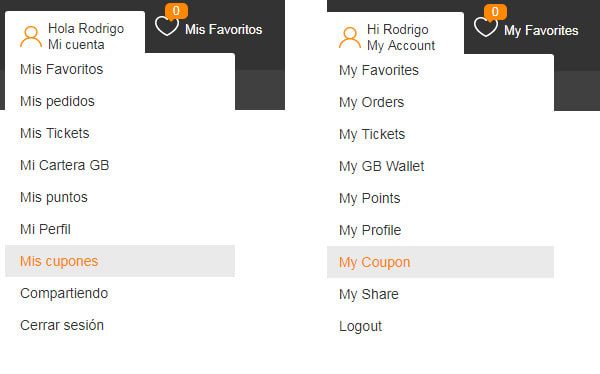 Hola Rodrigo
Mi cuenta
0
Mis Favoritos
Mis Favoritos
Mis pedidos
Mis Tickets
Mi Cartera GB
Mis puntos
Mi Perfil
Mis cupones
Compartiendo
Cerrar sesión
Hi Rodrigo
My Account
0
My Favorites
My Favorites
My Orders
My Tickets
My GB Wallet
My Points
My Profile
My Coupon
My Share
Logout